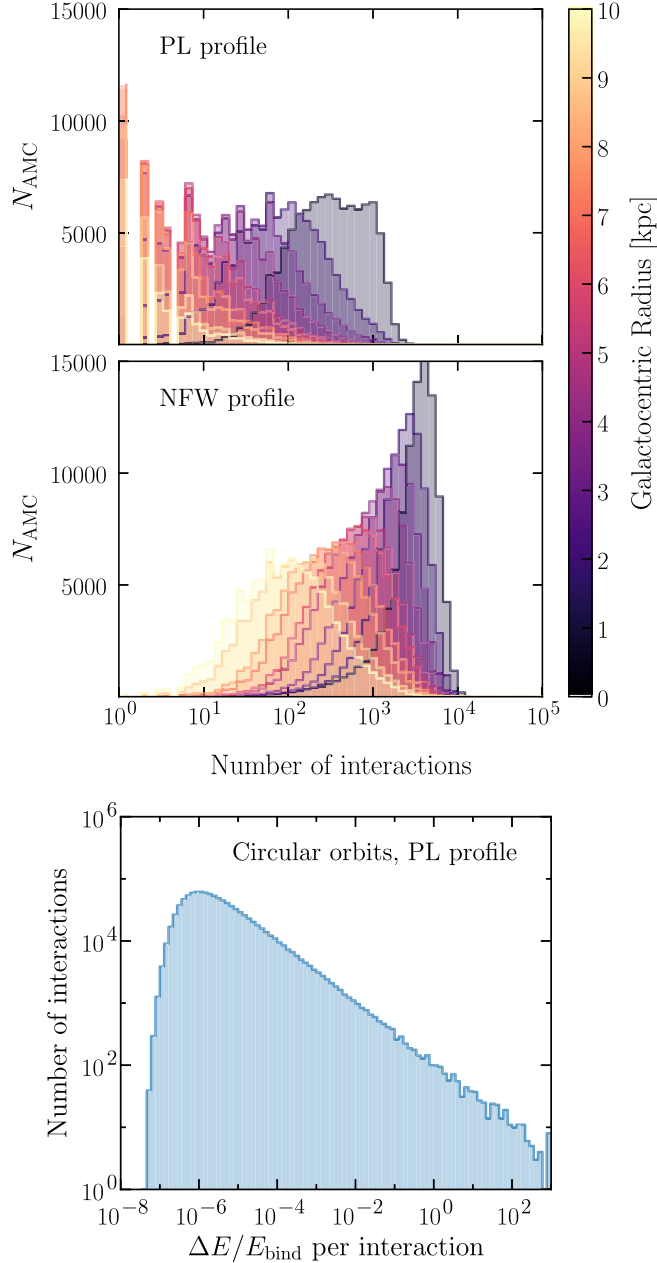 15000
PL profile
10000
5000
N_AMC
15000
NFW profile
10000
5000
N_AMC
10^0 10^1 10^2 10^3 10^4 10^5
Number of interactions
10
9
8
7
6
5
4
3
2
1
0
Galactocentric Radius [kpc]
10^6
Circular orbits, PL profile
10^4
10^2
10^0
Number of interactions
10^−8 10^−6 10^−4 10^−2 10^0 10^2
ΔE/E_bind per interaction